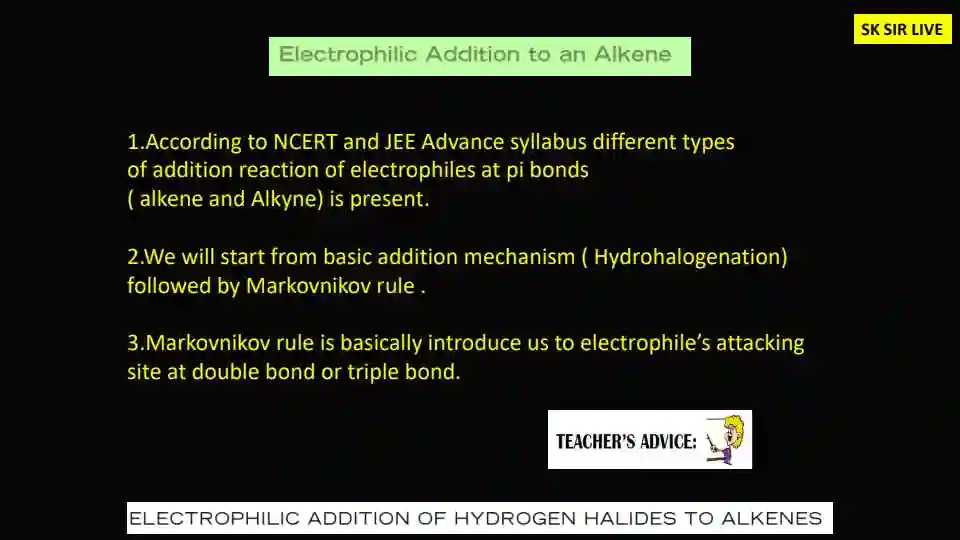 SK SIR LIVE
Electrophilic Addition to an Alkene
1.According to NCERT and JEE Advance syllabus different types
of addition reaction of electrophiles at pi bonds
( alkene and Alkyne) is present.
2.We will start from basic addition mechanism ( Hydrohalogenation)
followed by Markovnikov rule .
3.Markovnikov rule is basically introduce us to electrophile’s attacking
site at double bond or triple bond.
TEACHER’S ADVICE:
ELECTROPHILIC ADDITION OF HYDROGEN HALIDES TO ALKENES